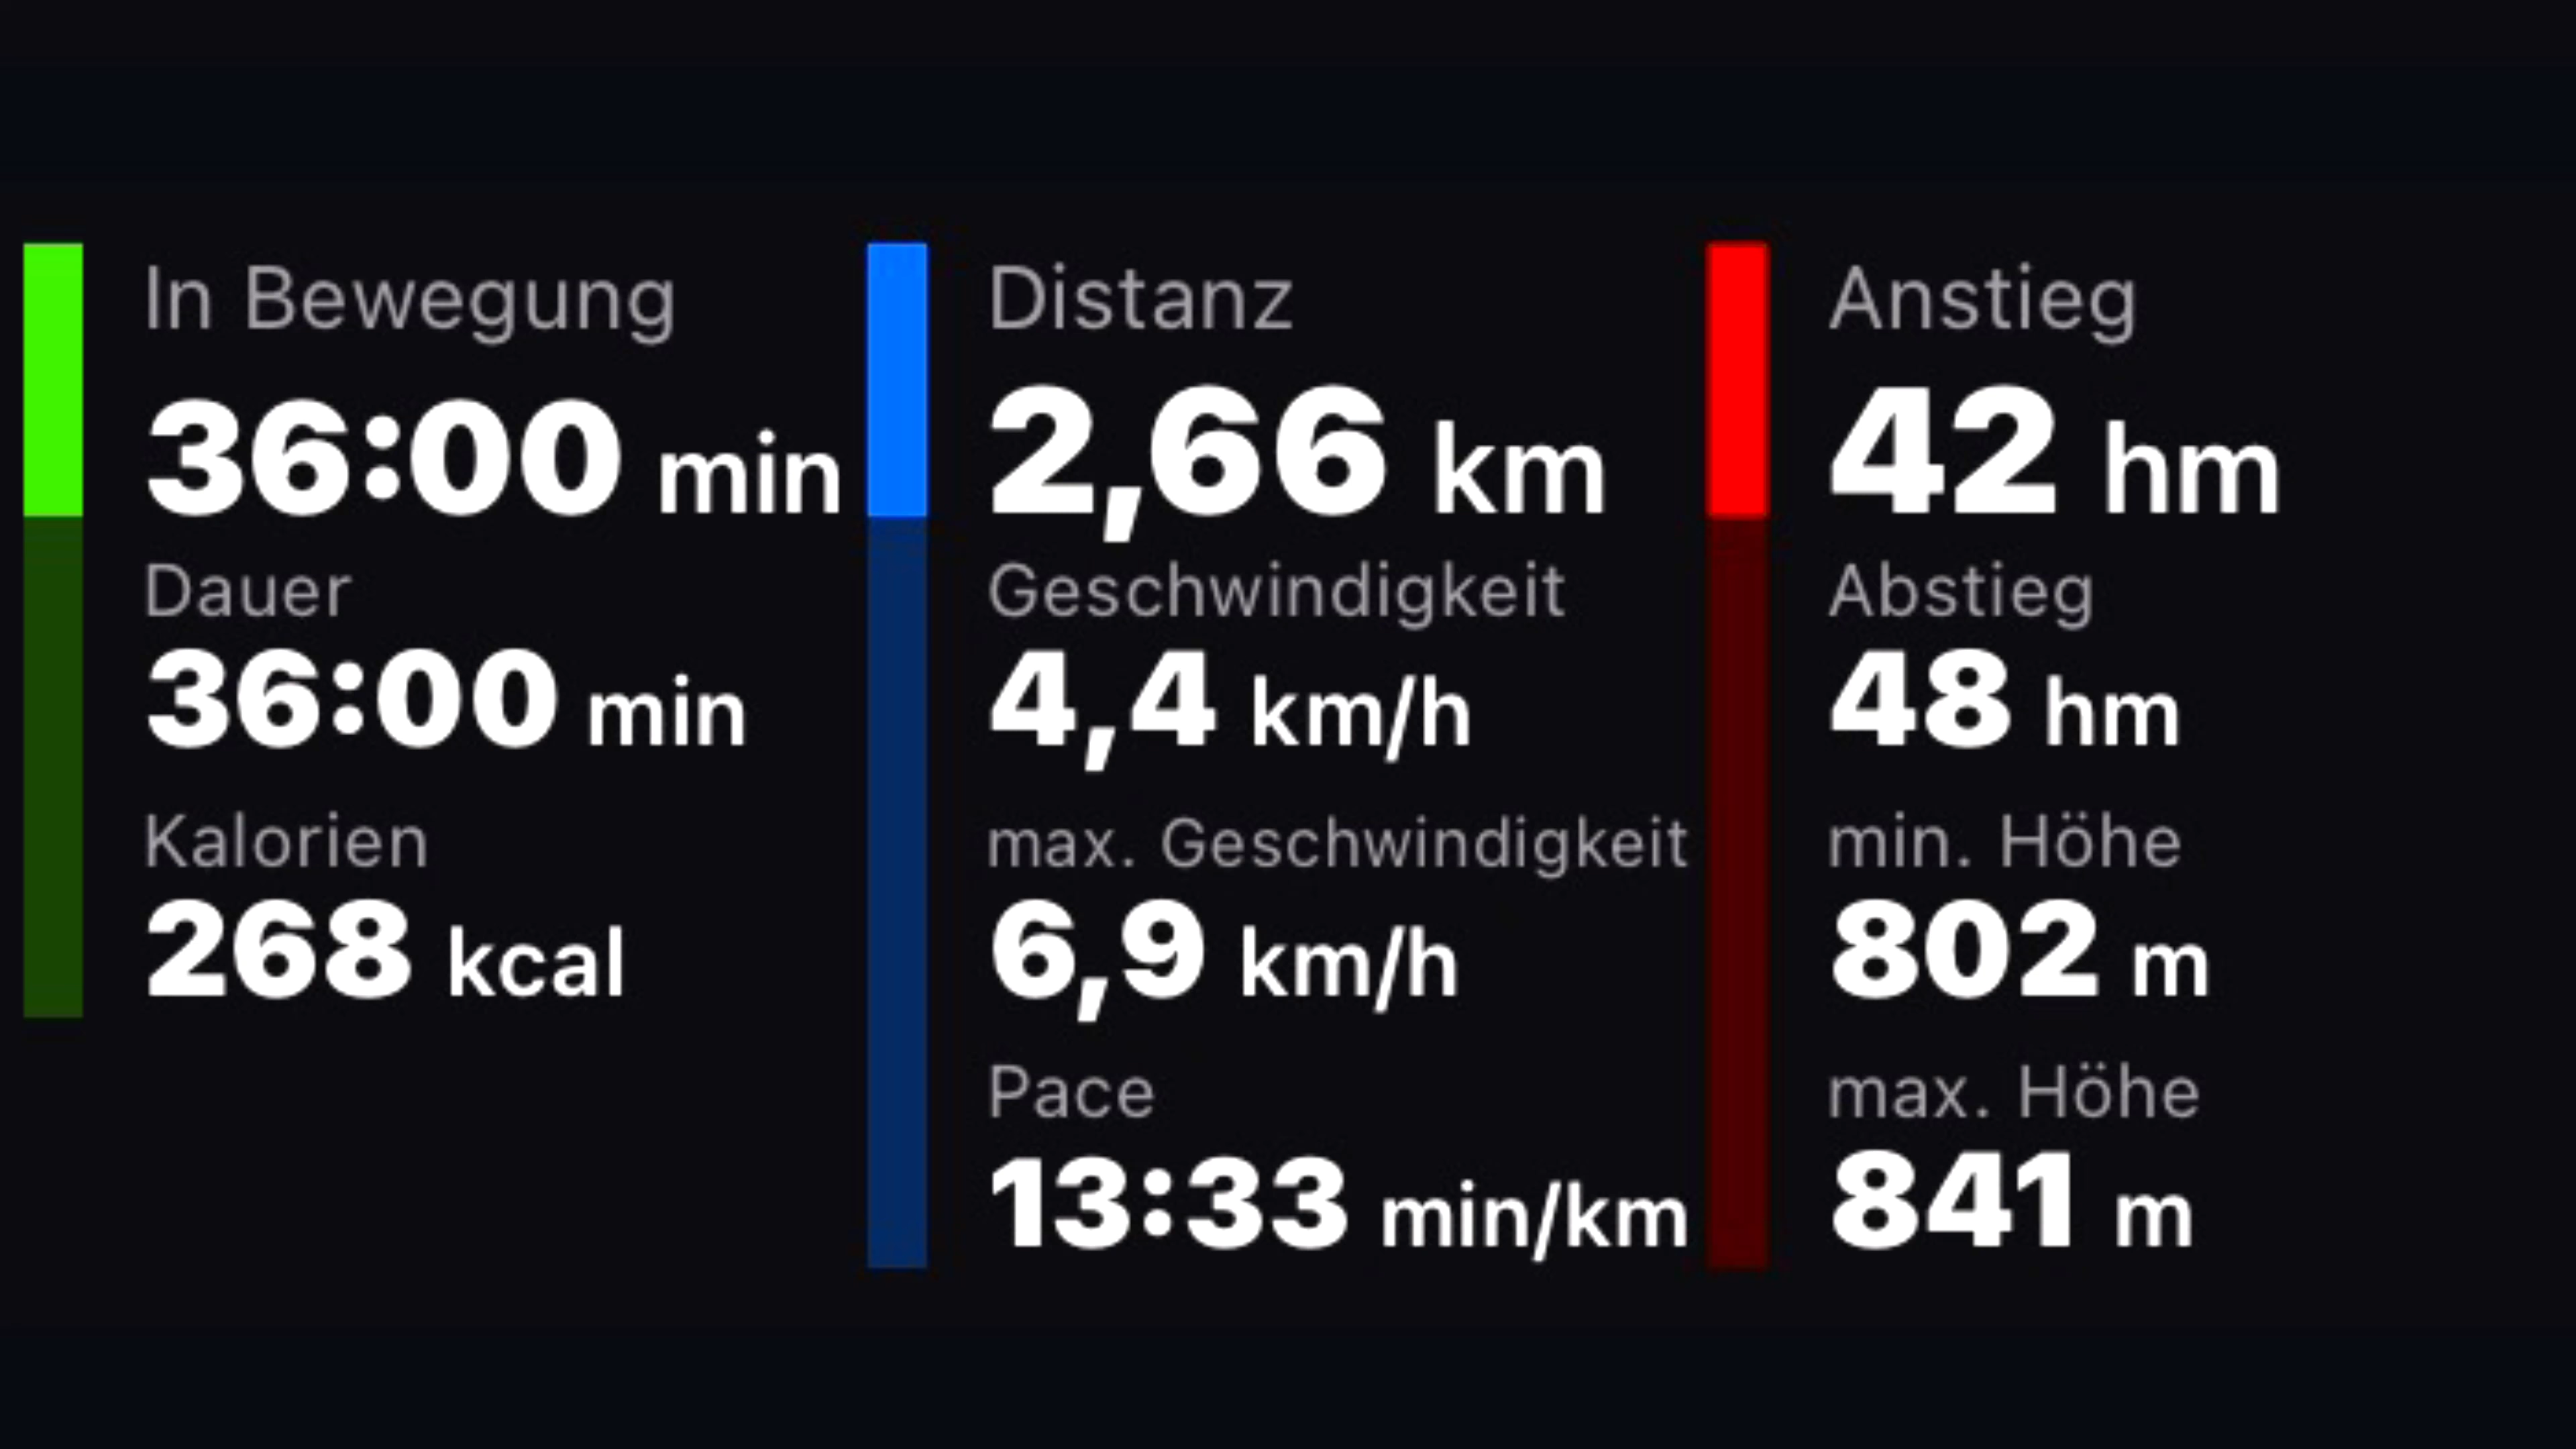 In Bewegung
36:00 min
Dauer
36:00 min
Kalorien
268 kcal
Distanz
2,66 km
Geschwindigkeit
4,4 km/h
max. Geschwindigkeit
6,9 km/h
Pace
13:33 min/km
Anstieg
42 hm
Abstieg
48 hm
min. Höhe
802 m
max. Höhe
841 m